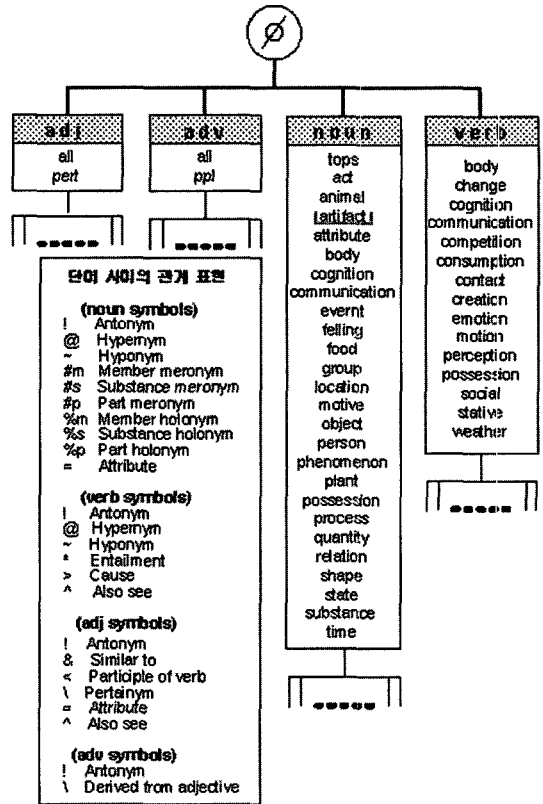 adj
all
pert
adv
all
ppl
noun
tops
act
animal
(artifact)
attribute
body
cognition
communication
evernt
felling
food
group
location
motive
object
person
phenomenon
plant
possession
process
quantity
relation
shape
state
substance
time
verb
body
change
cognition
communication
competition
consumption
contact
creation
emotion
motion
perception
possession
social
stative
weather
단어 사이의 관계 표현
(noun symbols)
! Antonym
@ Hypernym
~ Hyponym
#m Member meronym
#s Substance meronym
#p Part meronym
%m Member holonym
%s Substance holonym
%p Part holonym
= Attribute
(verb symbols)
! Antonym
@ Hypernym
~ Hyponym
* Entailment
> Cause
^ Also see
(adj symbols)
! Antonym
& Similar to
< Participle of verb
\ Pertainym
= Attribute
^ Also see
(adv symbols)
! Antonym
\ Derived from adjective